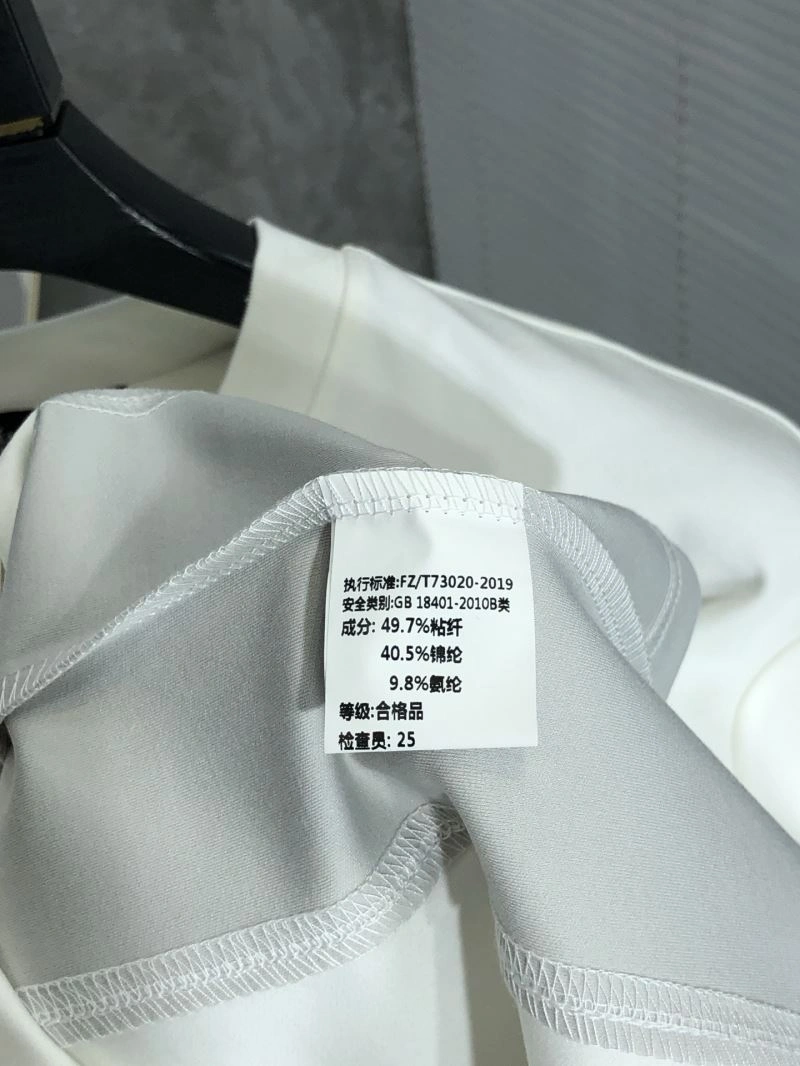 执行标准:FZ/T73020-2019
安全类别:GB 18401-2010B类
成分: 49.7%粘纤
40.5%锦纶
9.8%氨纶
等级:合格品
检查员: 25